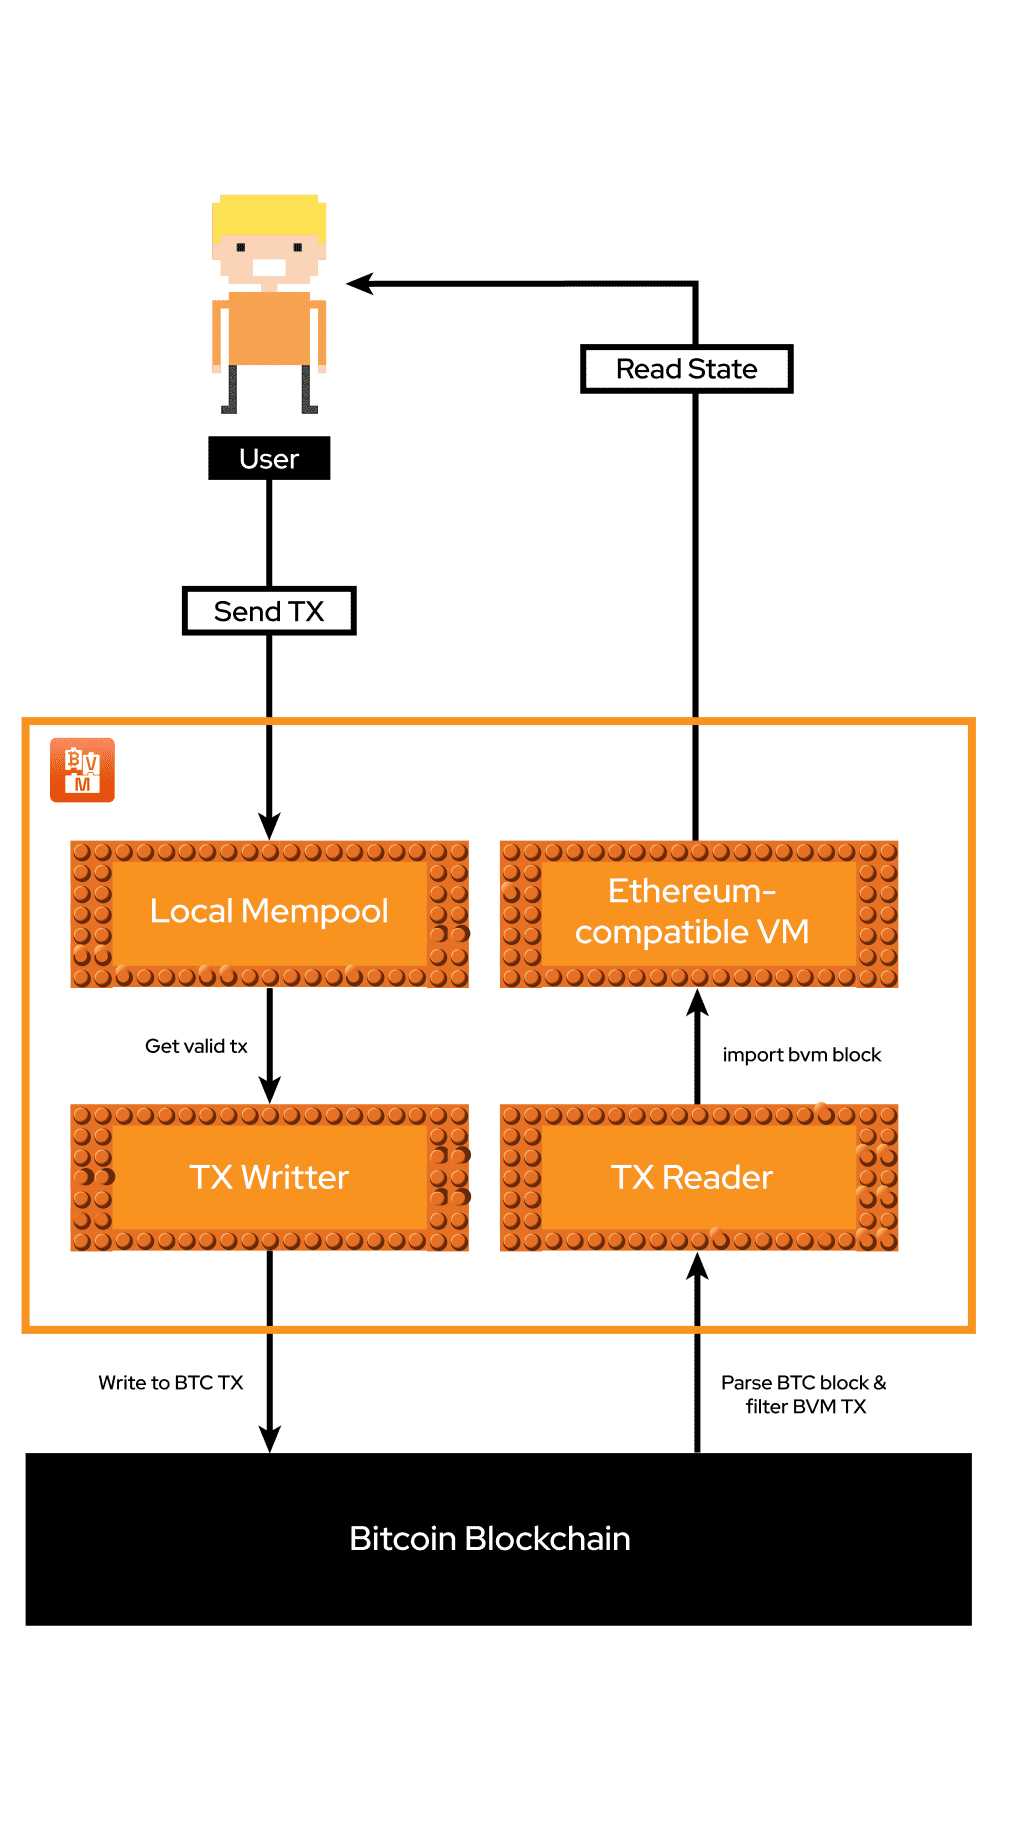 User
Read State
Send TX
B V
M
Local Mempool
Ethereum-
compatible VM
Get valid tx
import bvm block
TX Writter
TX Reader
Write to BTC TX
Parse BTC block &
filter BVM TX
Bitcoin Blockchain